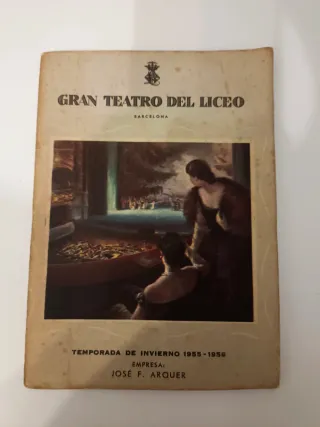 GRAN TEATRO DEL LICEO
BARCELONA
TEMPORADA DE INVIERNO 1955-1956
EMPRESA:
JOSÉ F. ARQUER